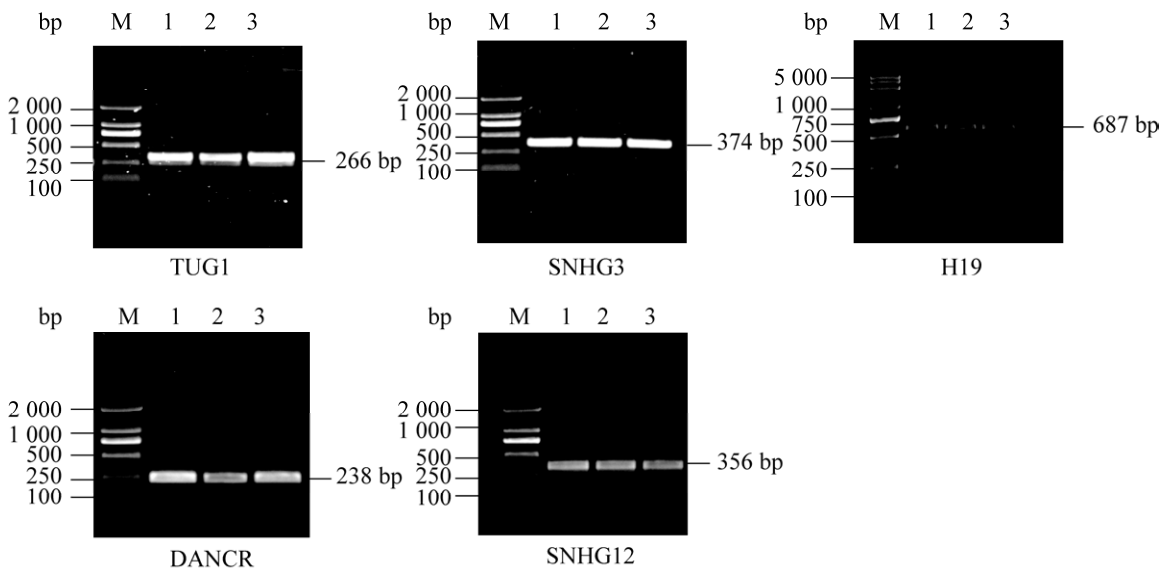 bp M 1 2 3
2 000
1 000
500
250
100
266 bp
TUG1
bp M 1 2 3
2 000
1 000
500
250
100
374 bp
SNHG3
bp M 1 2 3
5 000
1 000
750
500
250
100
687 bp
H19
bp M 1 2 3
2 000
1 000
500
250
100
238 bp
DANCR
bp M 1 2 3
2 000
1 000
500
250
100
356 bp
SNHG12